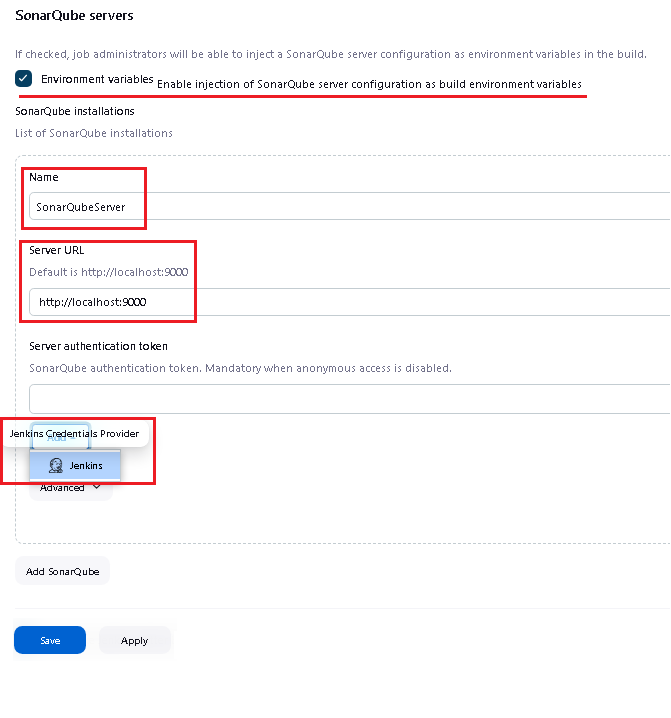 SonarQube servers
If checked, job administrators will be able to inject a SonarQube server configuration as environment variables in the build.
Environment variables Enable injection of SonarQube server configuration as build environment variables
SonarQube installations
List of SonarQube installations
Name
SonarQubeServer
Server URL
Default is http://localhost:9000
http://localhost:9000
Server authentication token
SonarQube authentication token. Mandatory when anonymous access is disabled.
Jenkins Credentials Provider
Add
Jenkins
Advanced
Add SonarQube
Save Apply